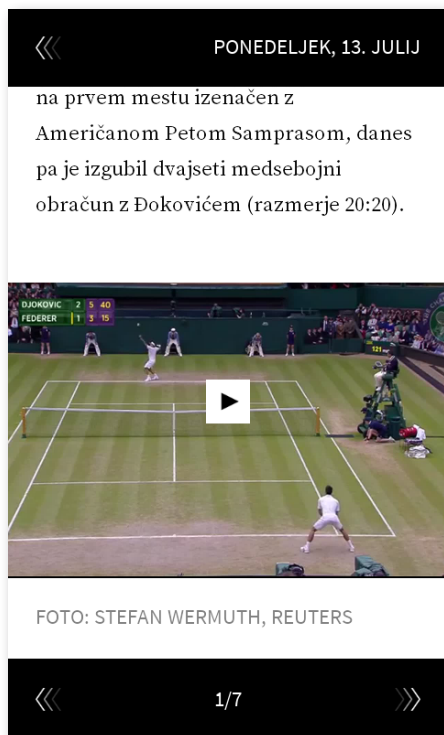 PONEDELJEK, 13. JULIJ
na prvem mestu izenačen z
Američanom Petom Samprasom, danes
pa je izgubil dvajseti medsebojni
obračun z Đokovićem (razmerje 20:20).
DJOKOVIC 2 5 40
FEDERER 1 3 15
121
FOTO: STEFAN WERMUTH, REUTERS
1/7